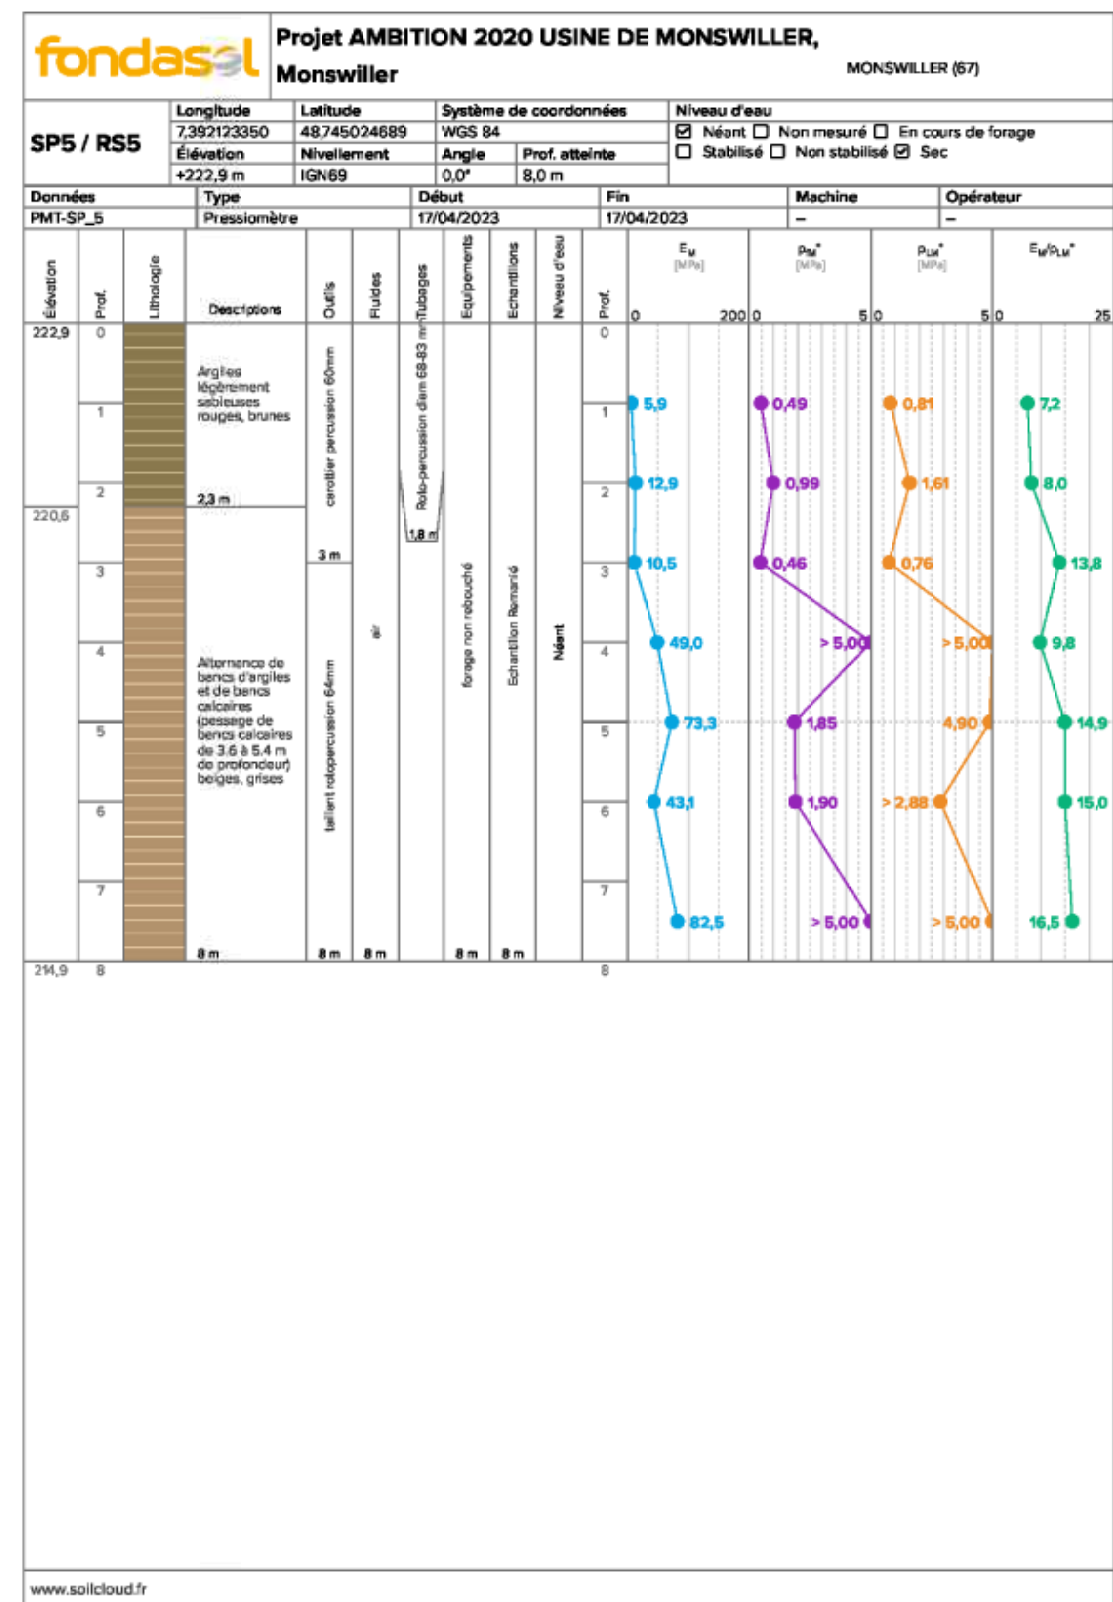 fondasol
Projet AMBITION 2020 USINE DE MONSWILLER,
Monswiller
MONSWILLER (67)
SP5 / RS5
Longitude Latitude Système de coordonnées Niveau d'eau
7,392123350 48,745024689 WGS 84
☑ Néant ☐ Non mesuré ☐ En cours de forage
Élévation Nivellement Angle Prof. atteinte
☐ Stabilisé ☐ Non stabilisé ☑ Sec
+222,9 m IGN69 0,0° 8,0 m
Données Type Début Fin Machine Opérateur
PMT-SP_5 Pressiomètre 17/04/2023 17/04/2023 – –
Élévation
Prof.
Lithologie
Descriptions
Outils
Fluides
Tubages
Equipements
Echantillons
Niveau d'eau
Prof.
EM
[MPa]
0 200
pfM*
[MPa]
0 5
pLM*
[MPa]
0 5
EM/pLM*
0 25
222,9 0
Argiles
légèrement
sableuses
rouges, brunes
2,3 m
220,6
1
2
3
4
5
6
7
Alternance de
bancs d'argiles
et de bancs
calcaires
(passage de
bancs calcaires
de 3.6 à 5.4 m
de profondeur)
beiges, grises
8 m
214,9 8
carottier percussion 60mm
3 m
taillant rotopercussion 64mm
8 m
air
8 m
Roto-percussion diam 68-83 mm
1,8 m
forage non rebouché
8 m
Echantillon Remanié
8 m
Néant
0
1 5,9 0,49 0,81 7,2
2 12,9 0,99 1,61 8,0
3 10,5 0,46 0,76 13,8
4 49,0 > 5,00 > 5,00 9,8
5 73,3 1,85 4,90 14,9
6 43,1 1,90 > 2,88 15,0
7
82,5 > 5,00 > 5,00 16,5
8
www.soilcloud.fr